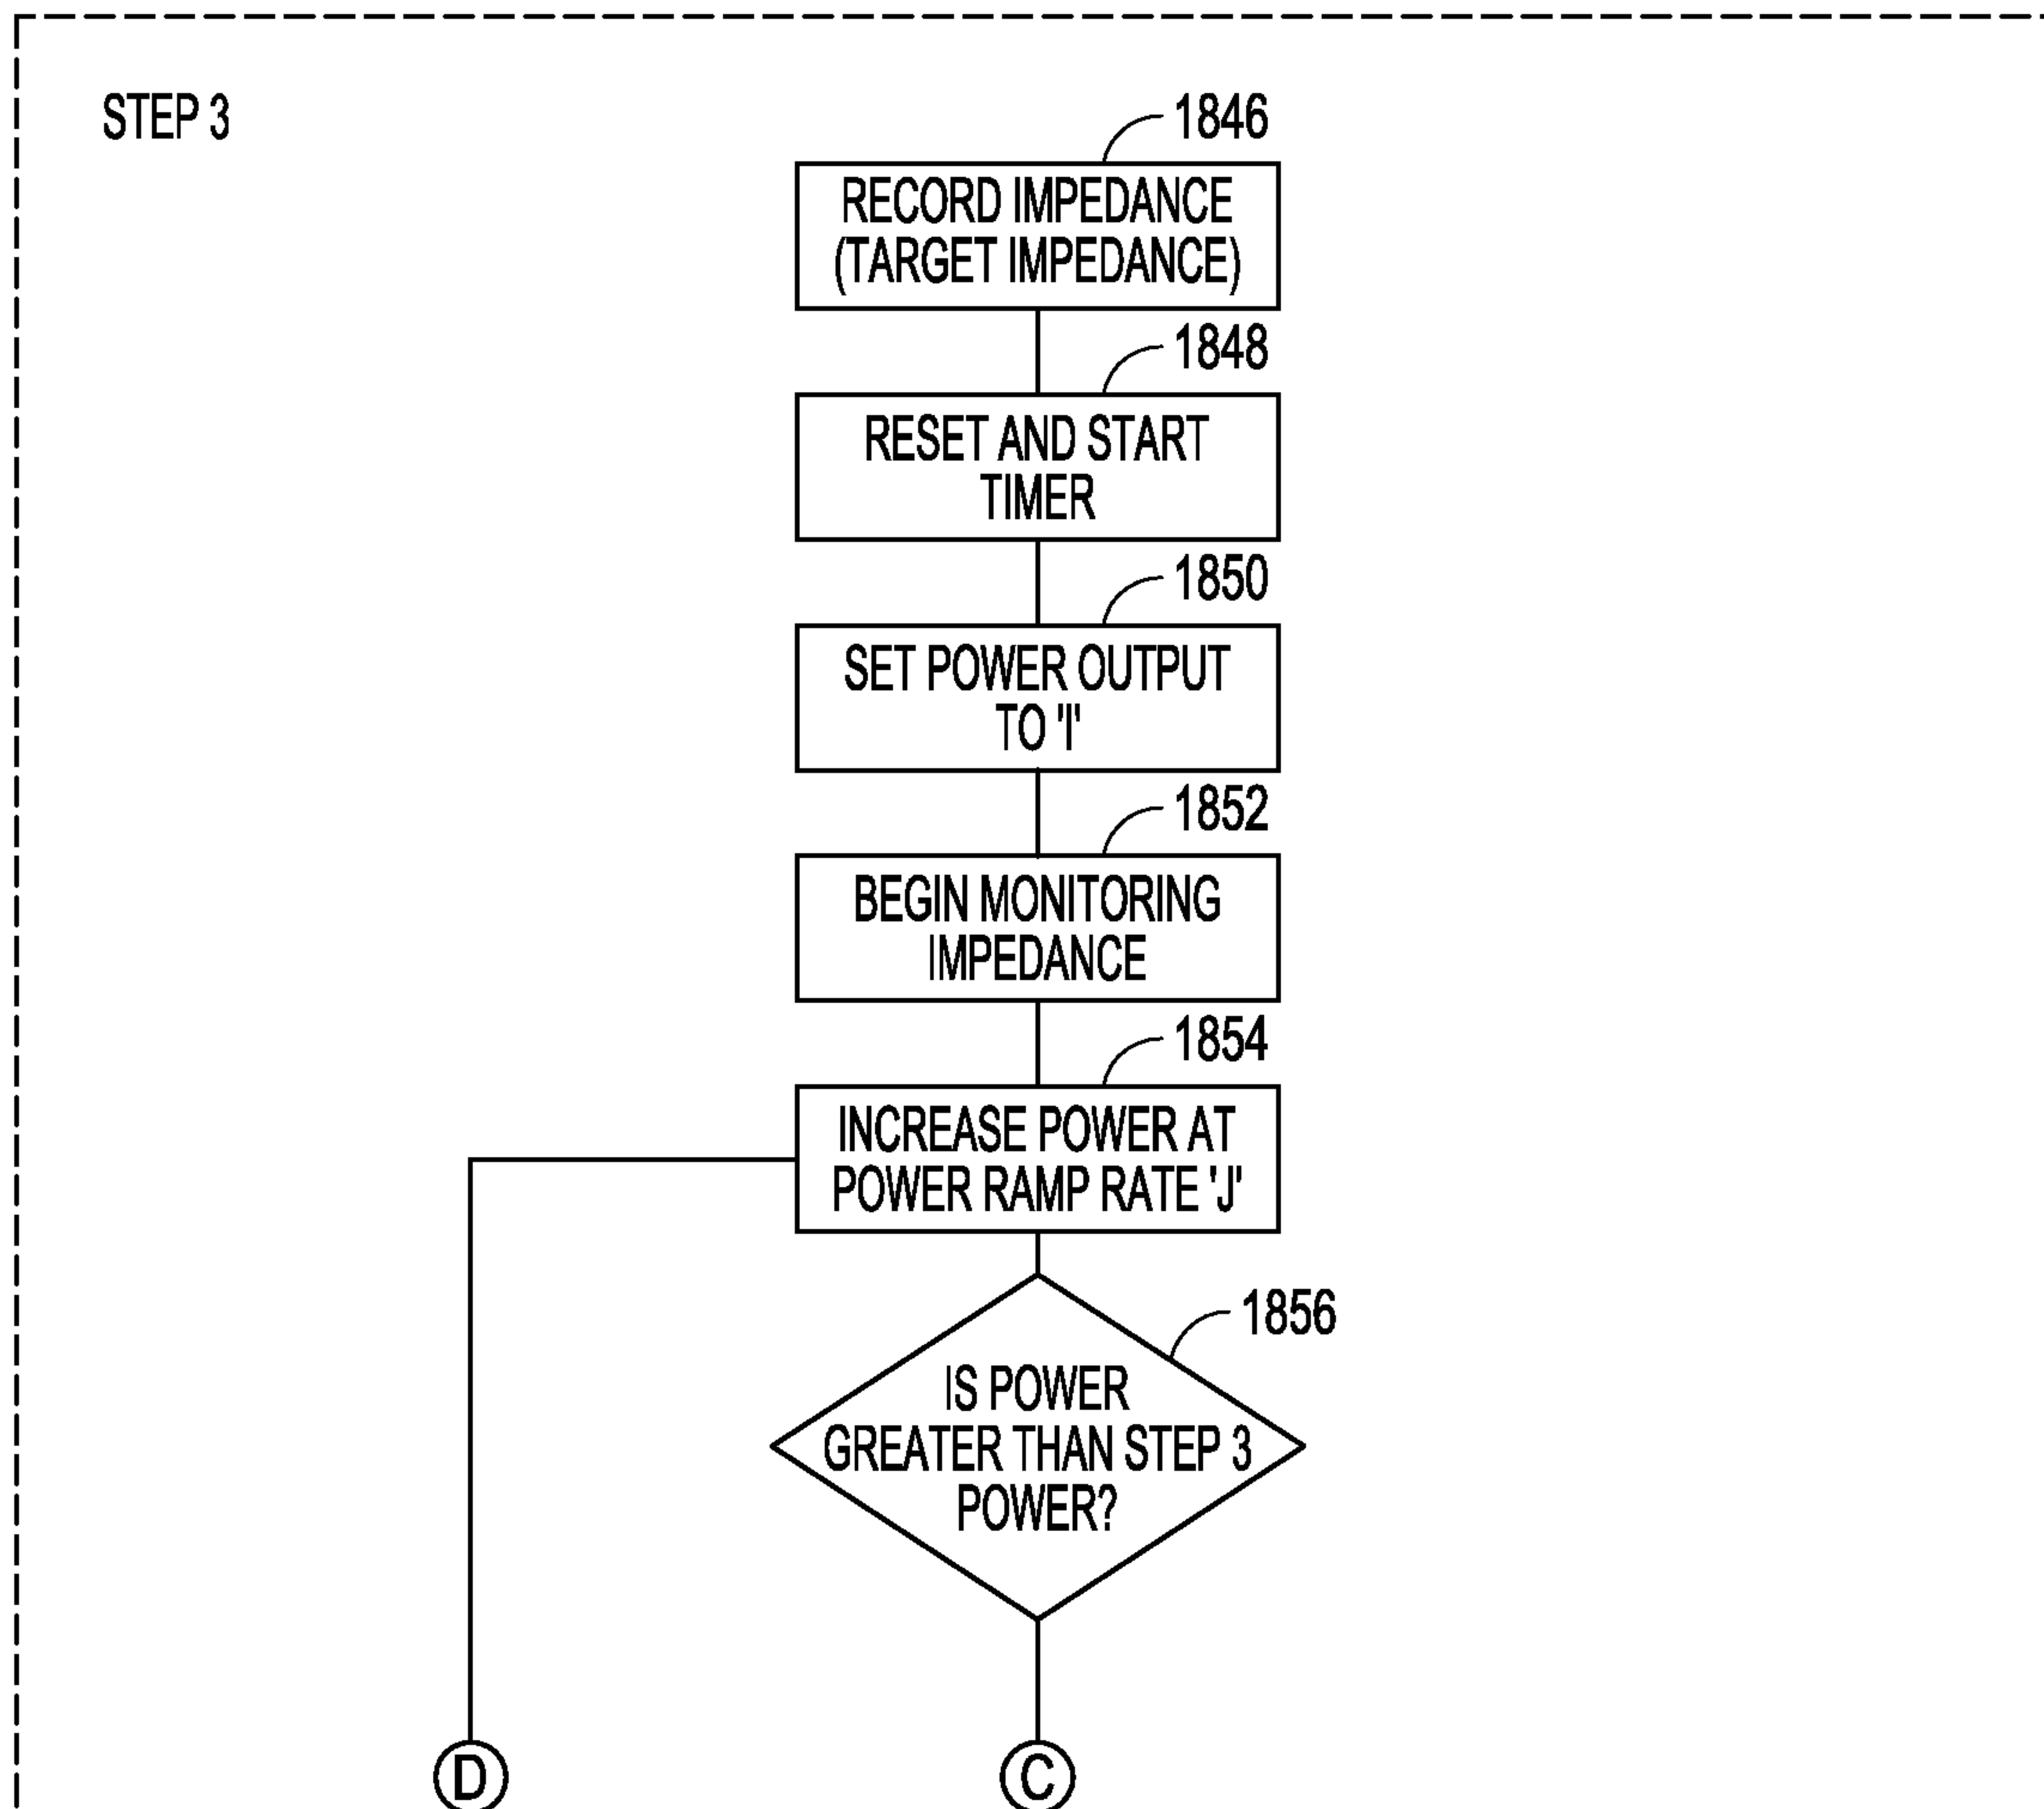 STEP 3
1846
RECORD IMPEDANCE
(TARGET IMPEDANCE)
1848
RESET AND START
TIMER
1850
SET POWER OUTPUT
TO 'I'
1852
BEGIN MONITORING
IMPEDANCE
1854
INCREASE POWER AT
POWER RAMP RATE 'J'
1856
IS POWER
GREATER THAN STEP 3
POWER?
D
C